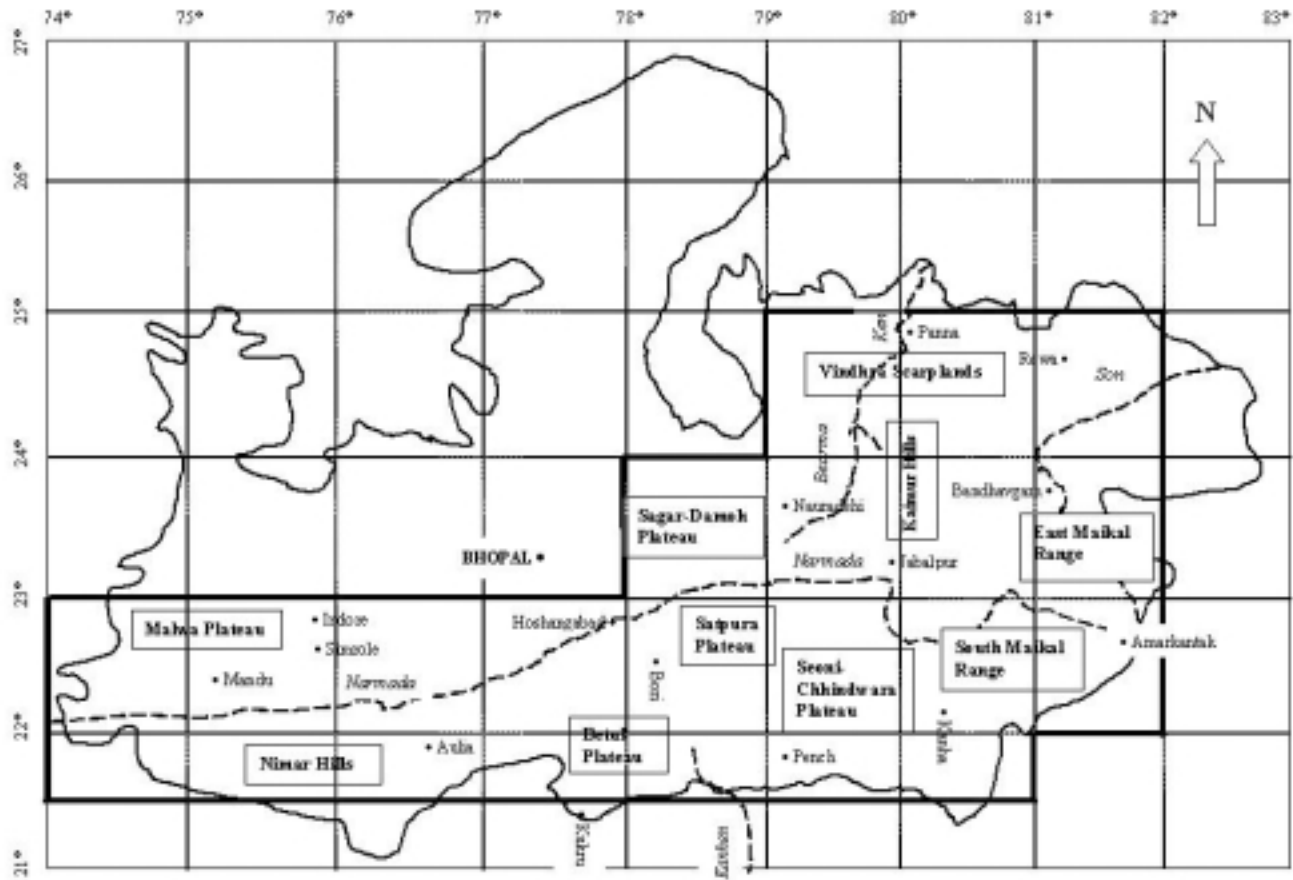 74° 75° 76° 77° 78° 79° 80° 81° 82° 83°
27°
N
26°
25°
Ken
Panna
Vindhya Scarplands
Rewa
Son
24°
Bearma
Kaimur Hills
Nauradehi
Bandhavgarh
Sagar-Damoh
Plateau
East Maikal
Range
BHOPAL
Narmada
Jabalpur
23°
Malwa Plateau
Indore
Simrole
Hoshangabad
Satpura
Plateau
South Maikal
Range
Amarkantak
Mandu
Narmada
Bori
Seoni-
Chhindwara
Plateau
22°
Kanha
Betul
Plateau
Nimar Hills
Aulia
Pench
21°